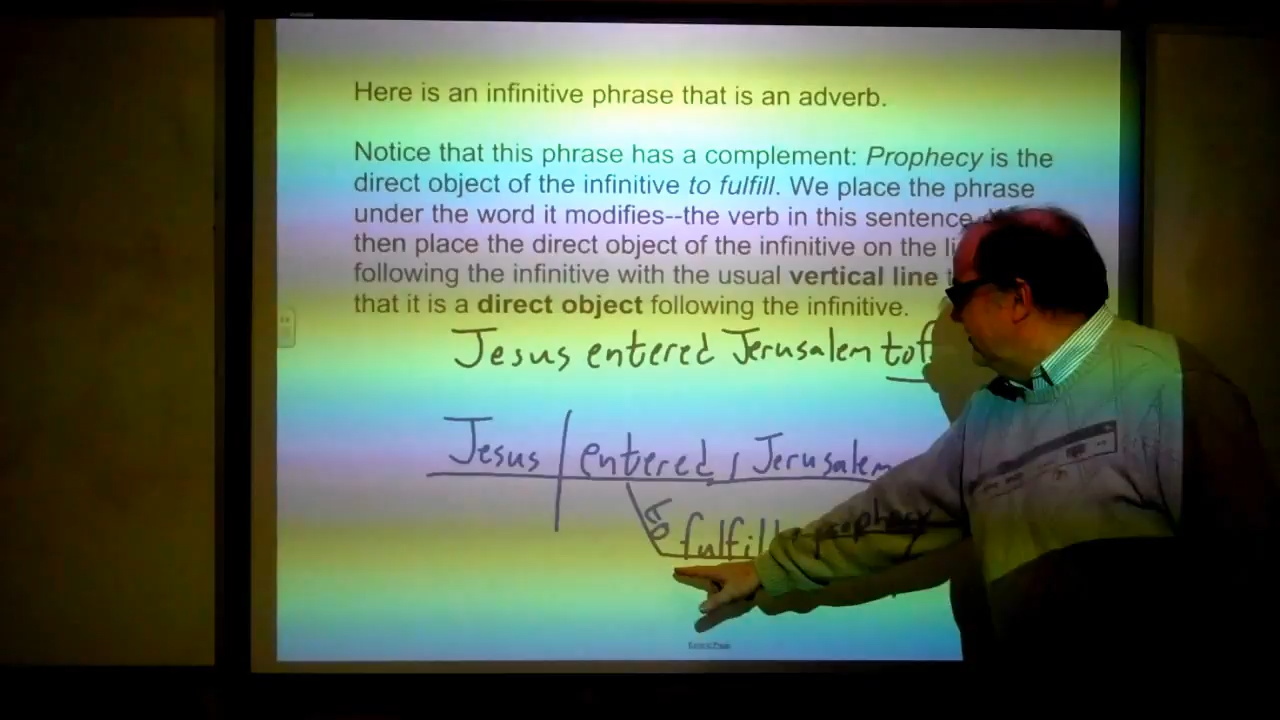 Here is an infinitive phrase that is an adverb.
Notice that this phrase has a complement: Prophecy is the
direct object of the infinitive to fulfill. We place the phrase
under the word it modifies--the verb in this sentence.
then place the direct object of the infinitive on the
following the infinitive with the usual vertical line
that it is a direct object following the infinitive.
Jesus entered Jerusalem to
Jesus entered Jerusalem
to
fulfill prophecy